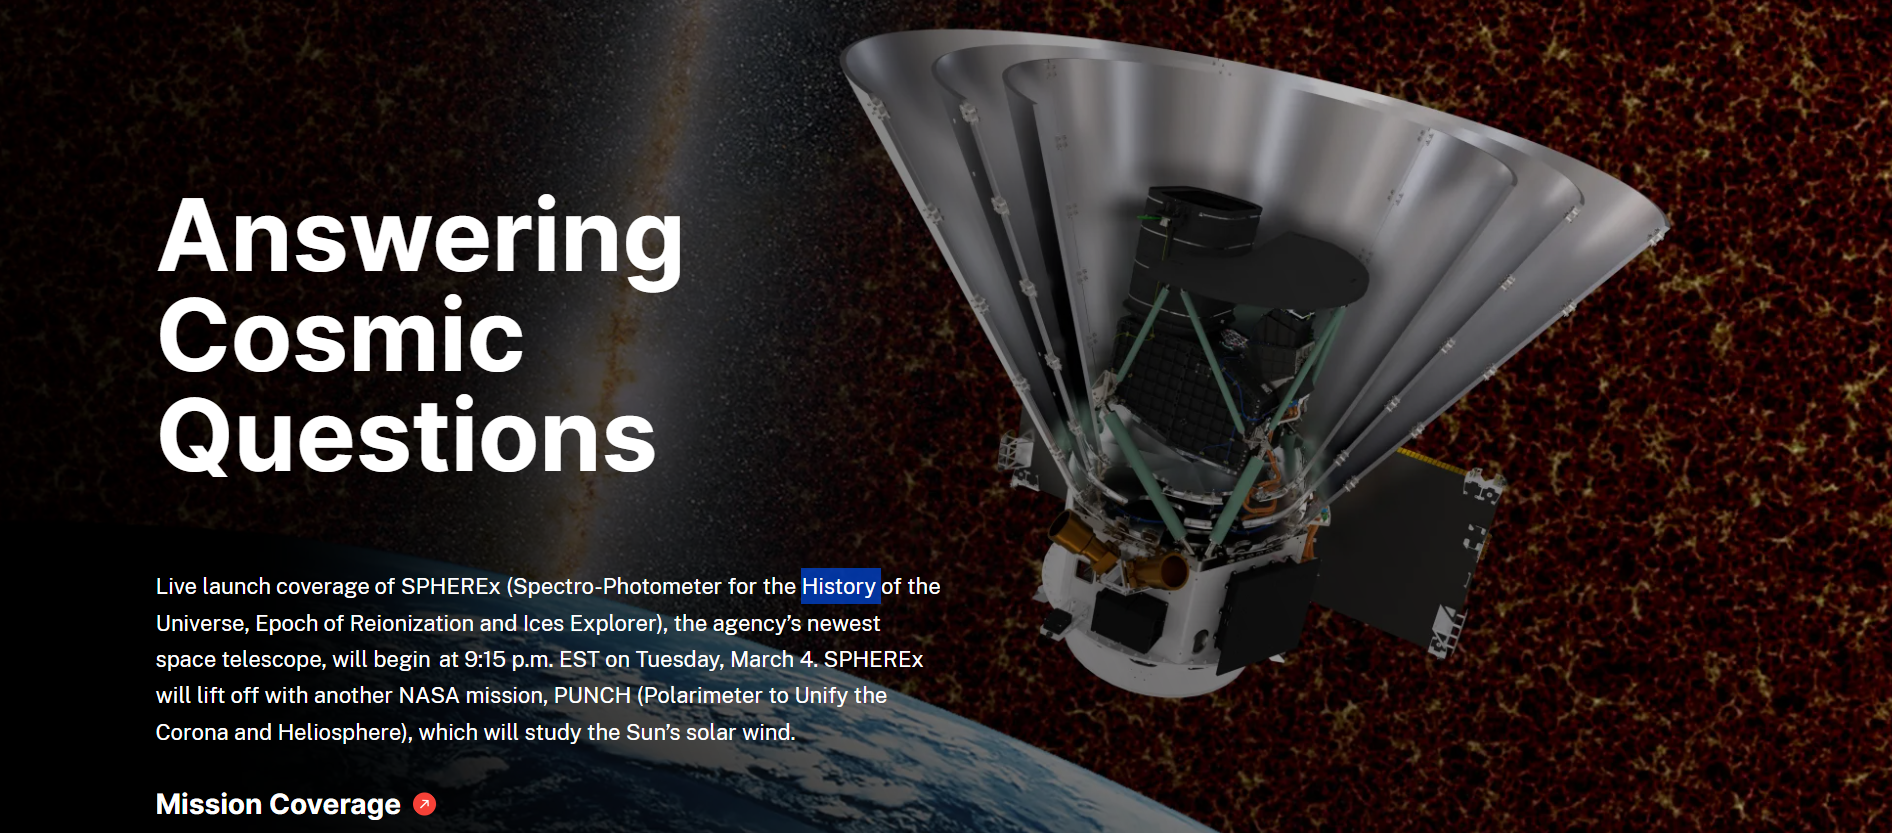 Answering
Cosmic
Questions
Live launch coverage of SPHEREx (Spectro-Photometer for the History of the
Universe, Epoch of Reionization and Ices Explorer), the agency’s newest
space telescope, will begin at 9:15 p.m. EST on Tuesday, March 4. SPHEREx
will lift off with another NASA mission, PUNCH (Polarimeter to Unify the
Corona and Heliosphere), which will study the Sun’s solar wind.
Mission Coverage